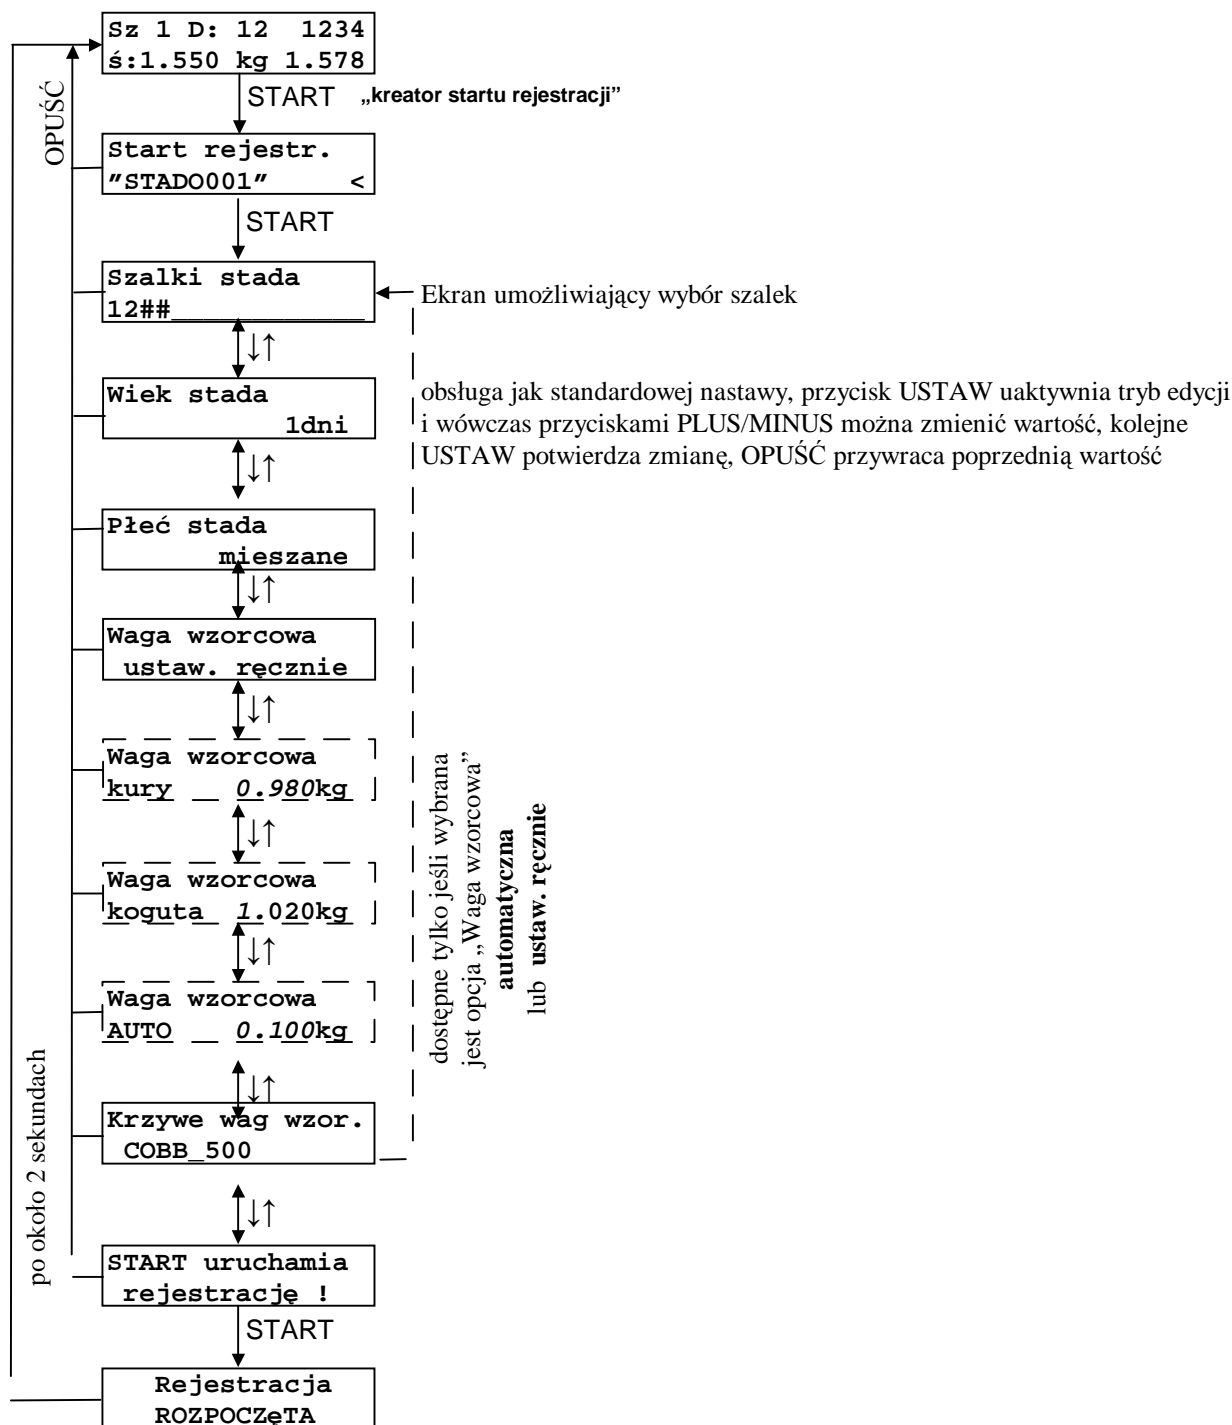 Sz 1 D: 12 1234
ś:1.550 kg 1.578
START „kreator startu rejestracji”
OPUŚĆ
Start rejestr.
”STADO001” <
START
Szalki stada
12##____________
Ekran umożliwiający wybór szalek
↓↑
Wiek stada
1dni
obsługa jak standardowej nastawy, przycisk USTAW uaktywnia tryb edycji
i wówczas przyciskami PLUS/MINUS można zmienić wartość, kolejne
USTAW potwierdza zmianę, OPUŚĆ przywraca poprzednią wartość
↓↑
Płeć stada
mieszane
↓↑
Waga wzorcowa
ustaw. ręcznie
↓↑
Waga wzorcowa
kury 0.980kg
↓↑
Waga wzorcowa
koguta 1.020kg
↓↑
Waga wzorcowa
AUTO 0.100kg
dostępne tylko jeśli wybrana
jest opcja „Waga wzorcowa”
automatyczna
lub ustaw. ręcznie
↓↑
Krzywe wag wzor.
COBB_500
↓↑
po około 2 sekundach
START uruchamia
rejestrację !
START
Rejestracja
ROZPOCZęTA